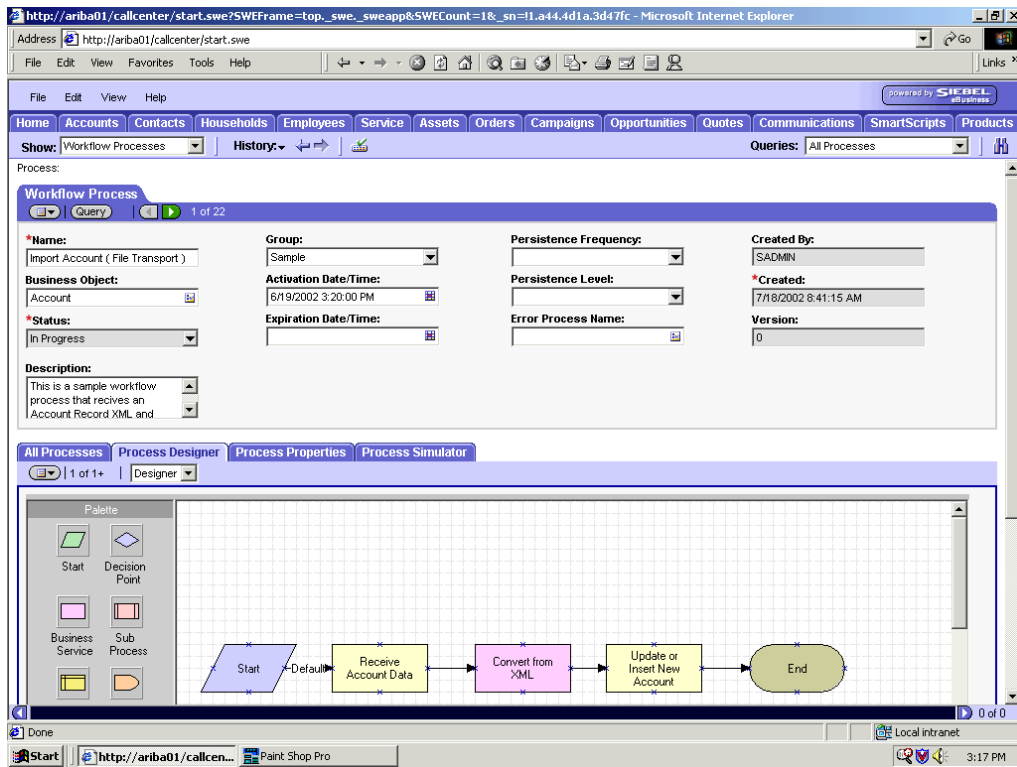 http://ariba01/callcenter/start.swe?SWEFrame=top._swe._sweapp&SWECount=1&_sn=!1.a44.4d1a.3d47fc - Microsoft Internet Explorer
Address http://ariba01/callcenter/start.swe Go
File Edit View Favorites Tools Help Links
File Edit View Help powered by SIEBEL eBusiness
Home Accounts Contacts Households Employees Service Assets Orders Campaigns Opportunities Quotes Communications SmartScripts Products
Show: Workflow Processes History: Queries: All Processes
Process:
Workflow Process
Query 1 of 22
*Name: Group: Persistence Frequency: Created By:
Import Account ( File Transport ) Sample SADMIN
Business Object: Activation Date/Time: Persistence Level: *Created:
Account 6/19/2002 3:20:00 PM 7/18/2002 8:41:15 AM
*Status: Expiration Date/Time: Error Process Name: Version:
In Progress 0
Description:
This is a sample workflow
process that recives an
Account Record XML and
All Processes Process Designer Process Properties Process Simulator
1 of 1+ Designer
Palette
Start Decision
Point
Business Sub
Service Process
Start
Default
Receive
Account Data
Convert from
XML
Update or
Insert New
Account
End
0 of 0
Done Local intranet
Start http://ariba01/callcen... Paint Shop Pro 3:17 PM